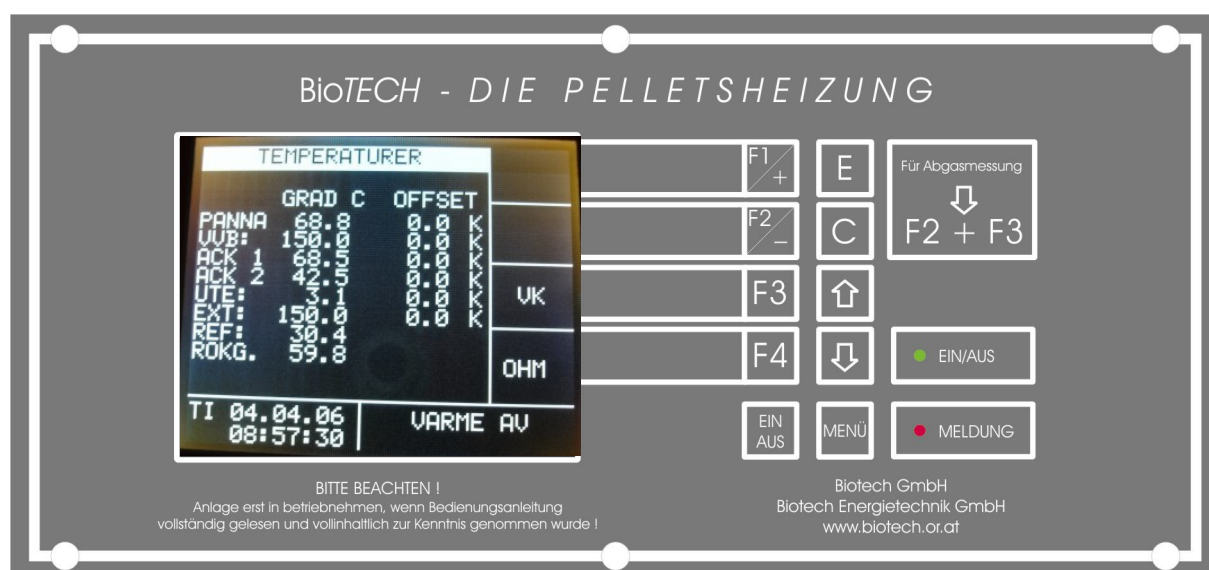 BioTECH - DIE PELLETSHEIZUNG
TEMPERATURER
GRAD C OFFSET
PANNA 68.8 0.0 K
VVB: 150.0 0.0 K
ACK 1 68.5 0.0 K
ACK 2 42.5 0.0 K
UTE: 3.1 0.0 K
EXT: 150.0 0.0 K
REF: 30.4
ROKG. 59.8
VK
OHM
TI 04.04.06
08:57:30
VARME AV
F1/+
E
F2/-
C
F3
⇧
F4
⇩
Für Abgasmessung
⇩
F2 + F3
EIN/AUS
EIN
AUS
MENÜ
MELDUNG
BITTE BEACHTEN !
Anlage erst in betriebnehmen, wenn Bedienungsanleitung
vollständig gelesen und vollinhaltlich zur Kenntnis genommen wurde !
Biotech GmbH
Biotech Energietechnik GmbH
www.biotech.or.at